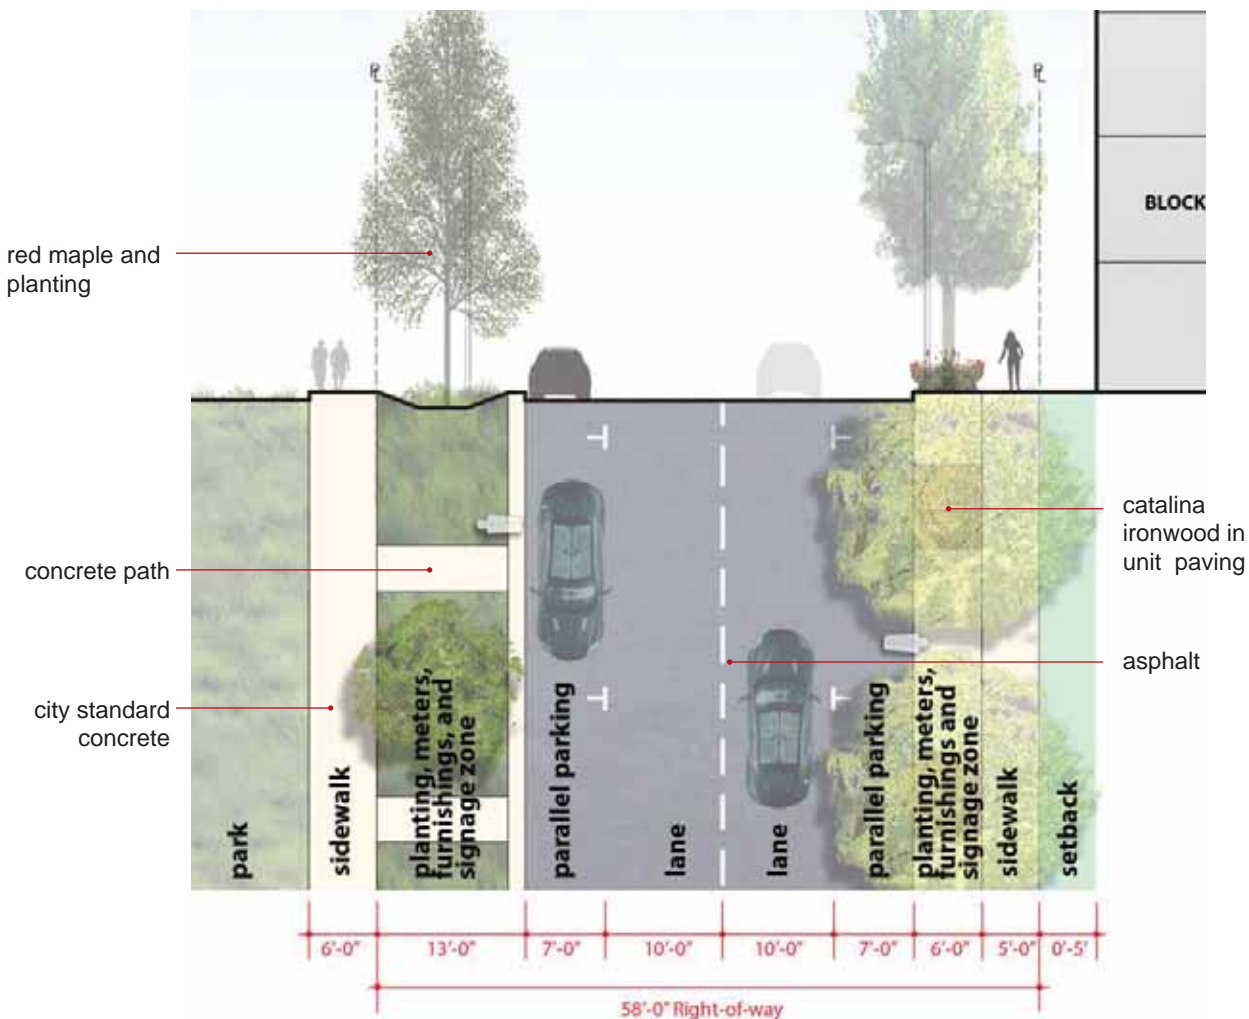 ℄
℄
BLOCK
red maple and
planting
concrete path
city standard
concrete
catalina
ironwood in
unit paving
asphalt
park
sidewalk
planting, meters,
furnishings, and
signage zone
parallel parking
lane
lane
parallel parking
planting, meters,
furnishings and
signage zone
sidewalk
setback
6'-0"
13'-0"
7'-0"
10'-0"
10'-0"
7'-0"
6'-0"
5'-0"
0'-5'
58'-0" Right-of-way